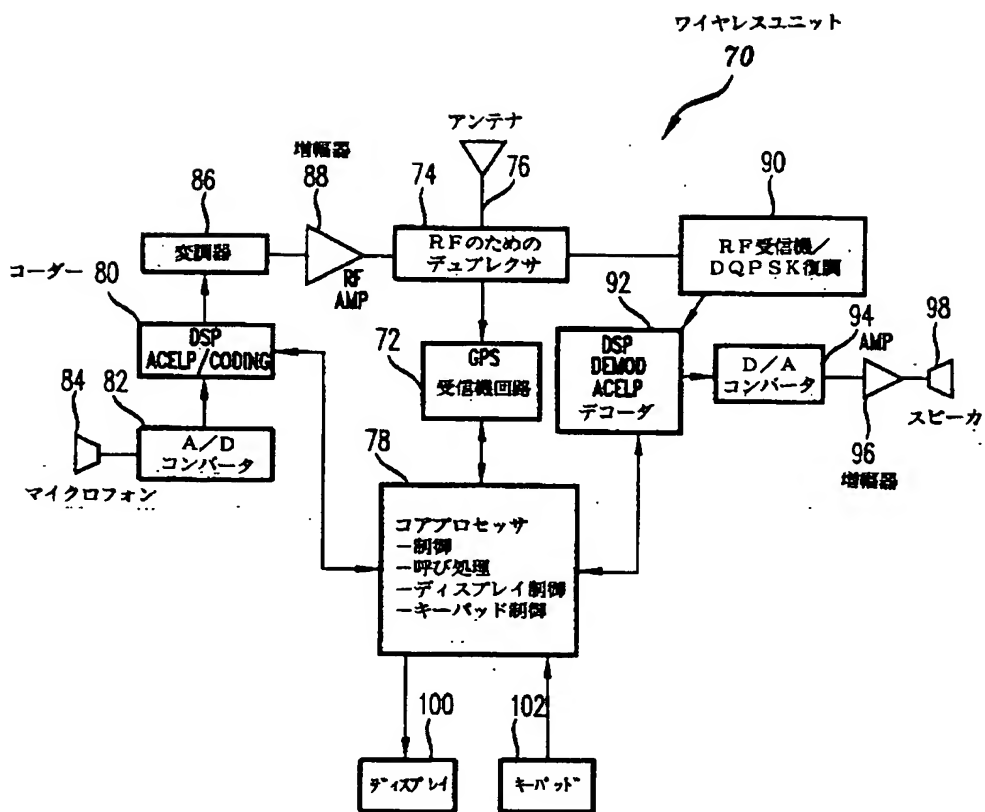 ワイヤレスユニット
70
アンテナ
76
増幅器
88
74
90
86
変調器
RF
AMP
RFのための
デュプレクサ
RF受信機/
DQPSK復調
コーダー
80
DSP
ACELP/CODING
72
GPS
受信機回路
92
DSP
DEMOD
ACELP
デコーダ
94
D/A
コンバータ
AMP
98
スピーカ
96
増幅器
84
82
A/D
コンバータ
マイクロフォン
78
コアプロセッサ
ー制御
ー呼び処理
ーディスプレイ制御
ーキーパッド制御
100
ディスプレイ
102
キーパッド